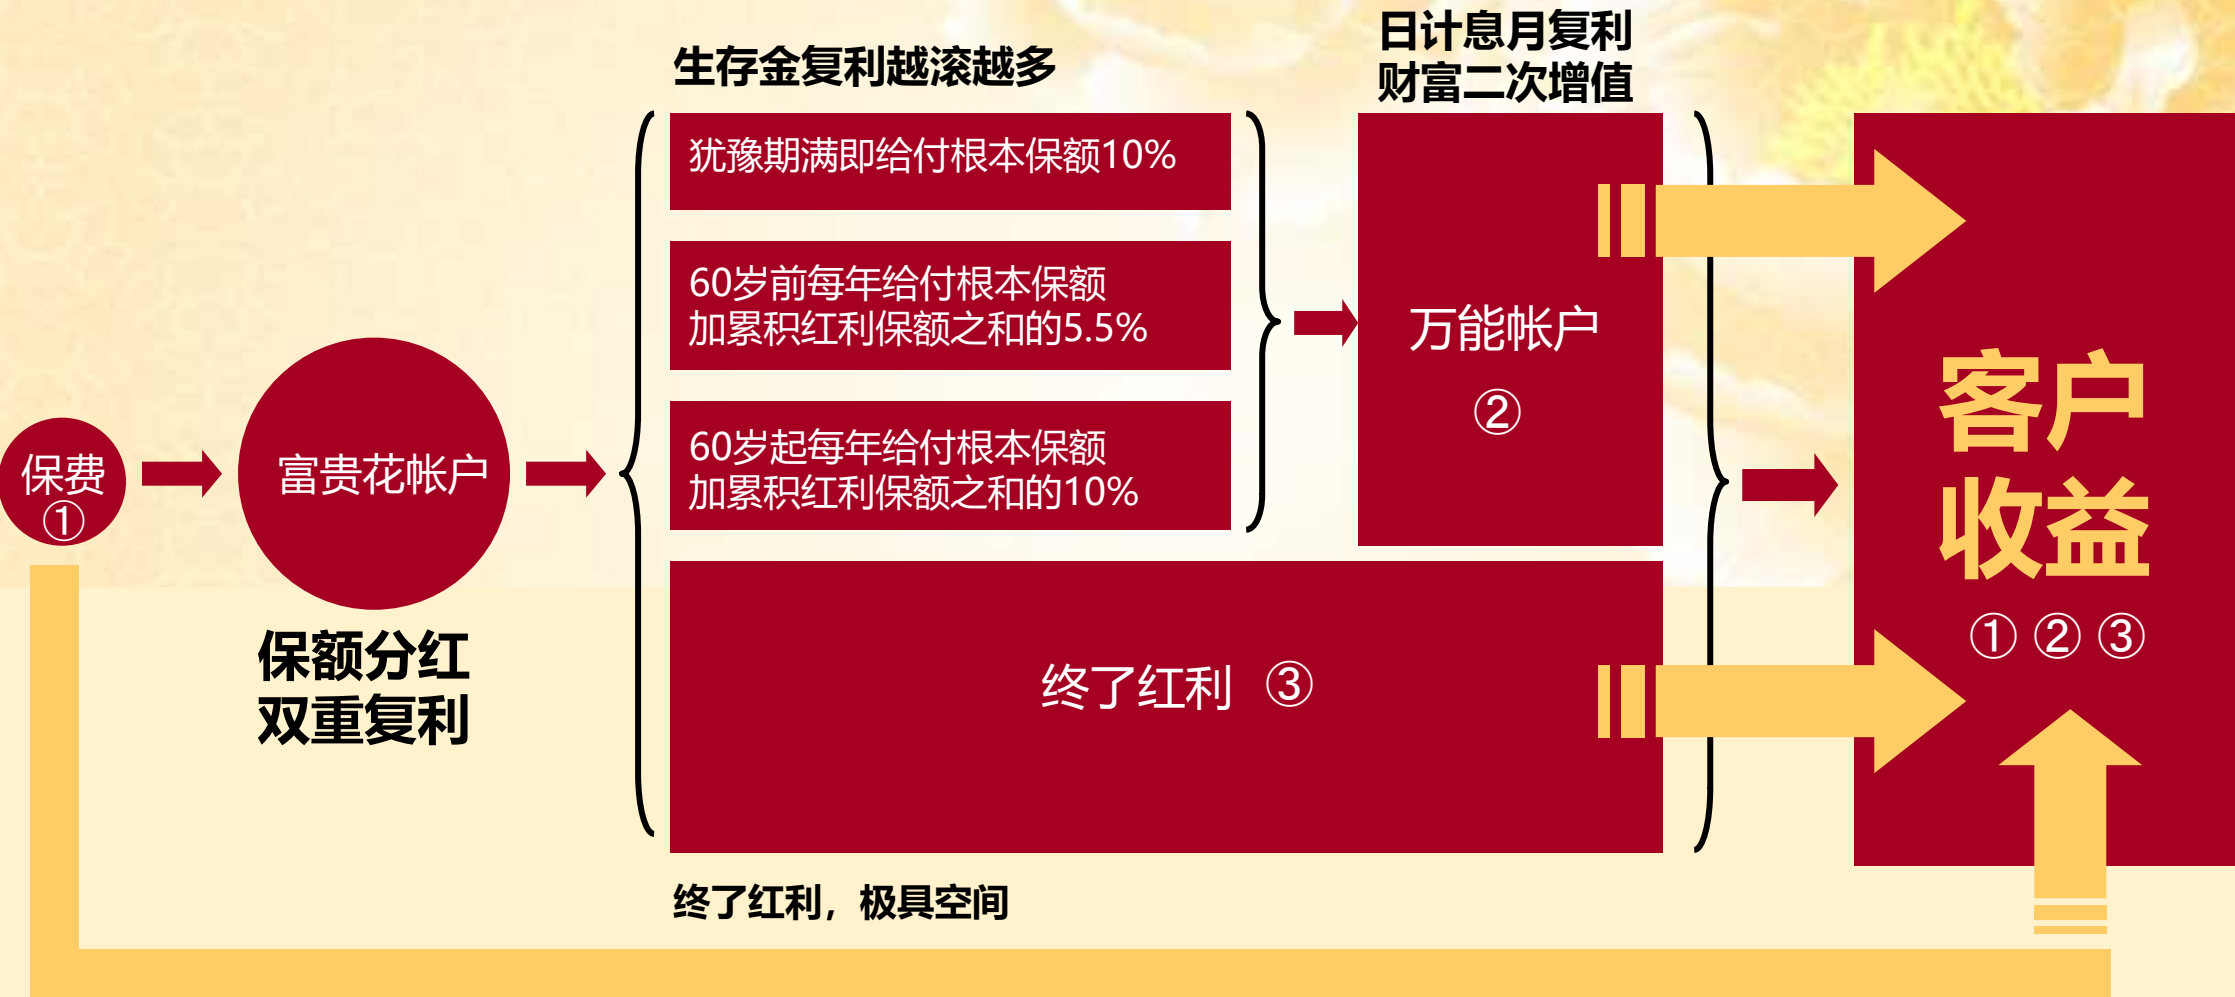 日计息月复利
财富二次增值
生存金复利越滚越多
犹豫期满即给付根本保额10%
60岁前每年给付根本保额
加累积红利保额之和的5.5%
60岁起每年给付根本保额
加累积红利保额之和的10%
万能帐户
②
保费
①
富贵花帐户
保额分红
双重复利
终了红利 ③
客户
收益
①②③
终了红利，极具空间